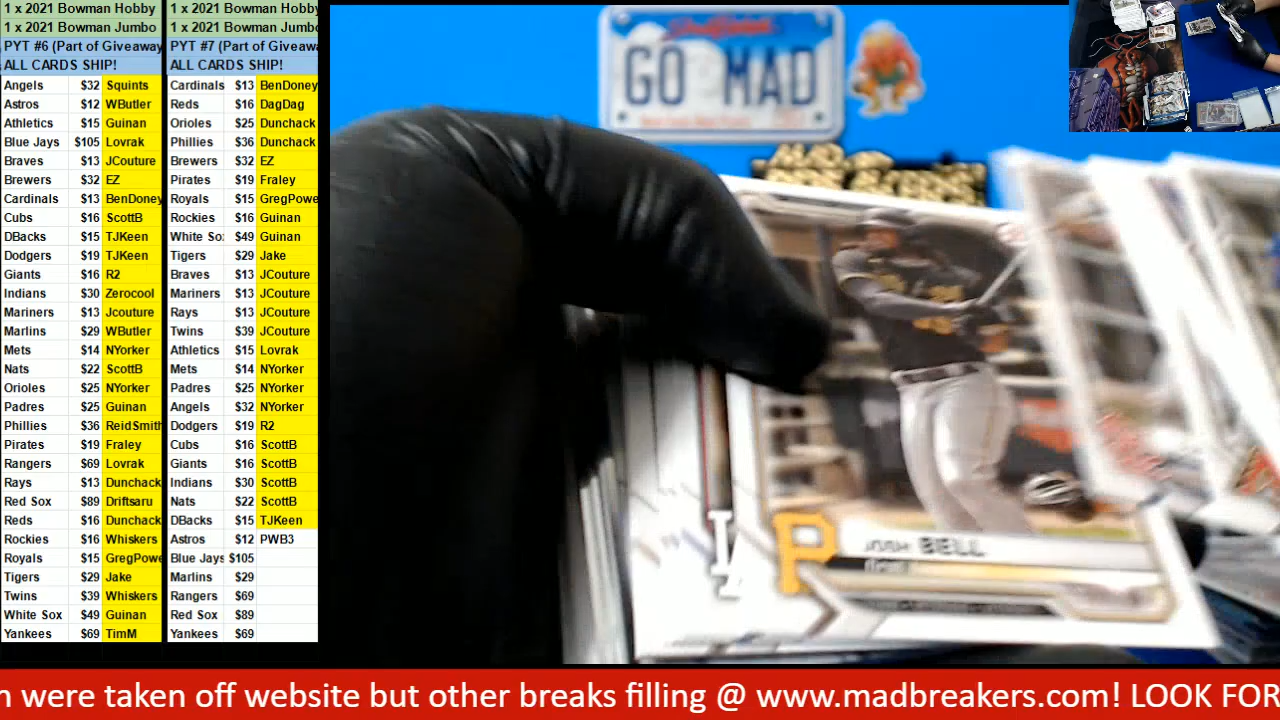 1 x 2021 Bowman Hobby
1 x 2021 Bowman Jumbo
PYT #6 (Part of Giveaway
ALL CARDS SHIP!
Angels $32 Squints
Astros $12 WButler
Athletics $15 Guinan
Blue Jays $105 Lovrak
Braves $13 JCouture
Brewers $32 EZ
Cardinals $13 BenDoney
Cubs $16 ScottB
DBacks $15 TJKeen
Dodgers $19 TJKeen
Giants $16 R2
Indians $30 Zerocool
Mariners $13 Jcouture
Marlins $29 WButler
Mets $14 NYorker
Nats $22 ScottB
Orioles $25 NYorker
Padres $25 Guinan
Phillies $36 ReidSmith
Pirates $19 Fraley
Rangers $69 Lovrak
Rays $13 Dunchack
Red Sox $89 Driftsaru
Reds $16 Dunchack
Rockies $16 Whiskers
Royals $15 GregPowe
Tigers $29 Jake
Twins $39 Whiskers
White Sox $49 Guinan
Yankees $69 TimM
1 x 2021 Bowman Hobby
1 x 2021 Bowman Jumbo
PYT #7 (Part of Giveaway
ALL CARDS SHIP!
Cardinals $13 BenDoney
Reds $16 DagDag
Orioles $25 Dunchack
Phillies $36 Dunchack
Brewers $32 EZ
Pirates $19 Fraley
Royals $15 GregPowe
Rockies $16 Guinan
White So $49 Guinan
Tigers $29 Jake
Braves $13 JCouture
Mariners $13 JCouture
Rays $13 JCouture
Twins $39 JCouture
Athletics $15 Lovrak
Mets $14 NYorker
Padres $25 NYorker
Angels $32 NYorker
Dodgers $19 R2
Cubs $16 ScottB
Giants $16 ScottB
Indians $30 ScottB
Nats $22 ScottB
DBacks $15 TJKeen
Astros $12 PWB3
Blue Jays $105
Marlins $29
Rangers $69
Red Sox $89
Yankees $69
GO MAD
P
JOSH BELL
n were taken off website but other breaks filling @ www.madbreakers.com! LOOK FOR